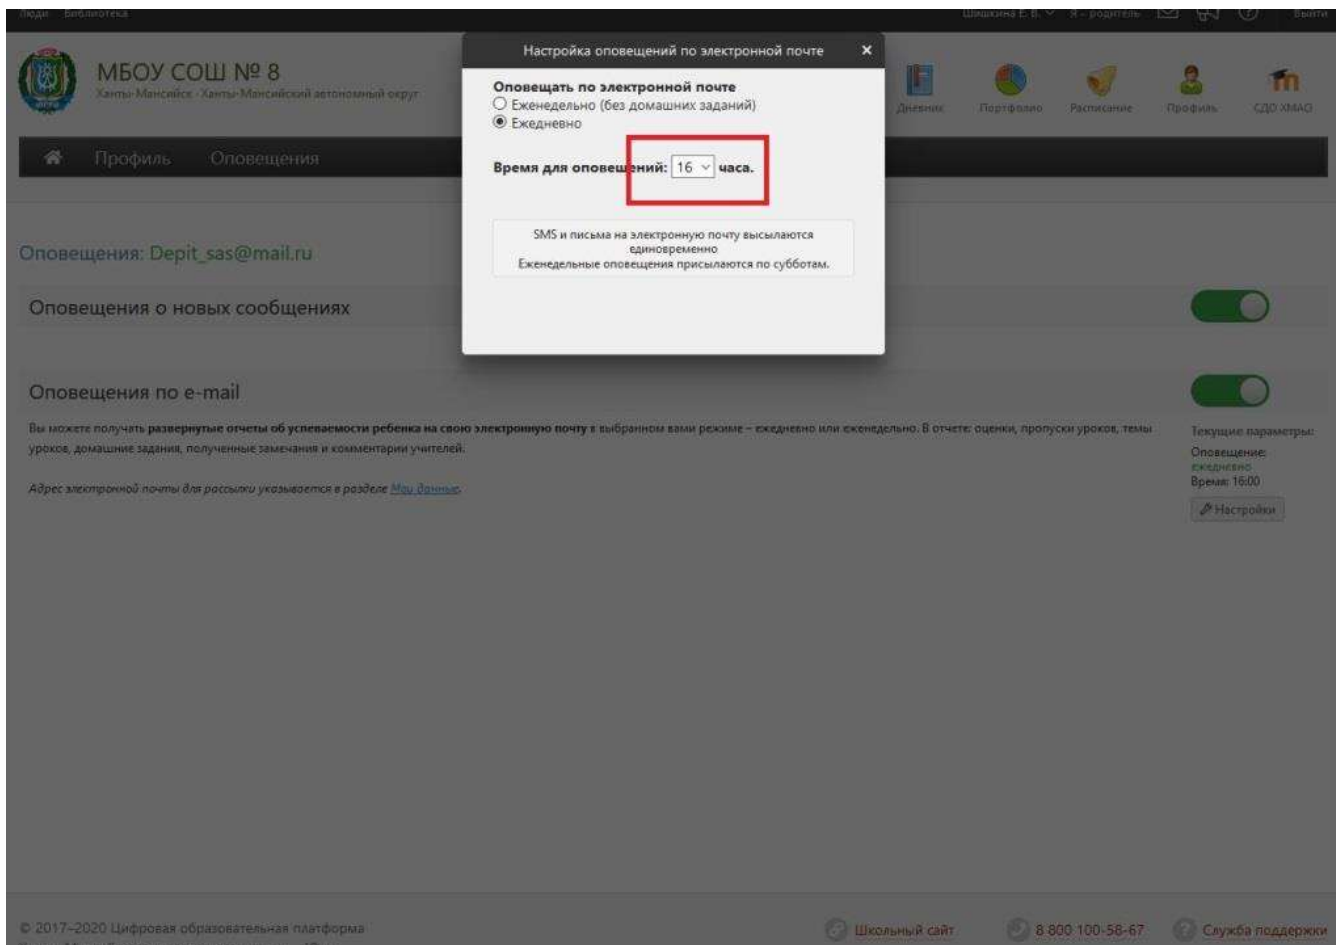 Люди Библиотека
Шишкина Е. В. Я - родитель Выйти
Настройка оповещений по электронной почте ×
МБОУ СОШ № 8
Ханты-Мансийск - Ханты-Мансийский автономный округ
Оповещать по электронной почте
Еженедельно (без домашних заданий)
Ежедневно
Дневник Портфолио Расписание Профиль СДО ХМАО
Профиль Оповещения
Время для оповещений: 16 часа.
SMS и письма на электронную почту высылаются
единовременно
Еженедельные оповещения присылаются по субботам.
Оповещения: Depit_sas@mail.ru
Оповещения о новых сообщениях
Оповещения по e-mail
Вы можете получать развернутые отчеты об успеваемости ребенка на свою электронную почту в выбранном вами режиме – ежедневно или еженедельно. В отчете: оценки, пропуски уроков, темы
уроков, домашние задания, полученные замечания и комментарии учителей.
Адрес электронной почты для рассылки указывается в разделе Мои данные.
Текущие параметры:
Оповещение:
ежедневно
Время: 16:00
Настройки
© 2017–2020 Цифровая образовательная платформа
Школьный сайт 8 800 100-58-67 Служба поддержки